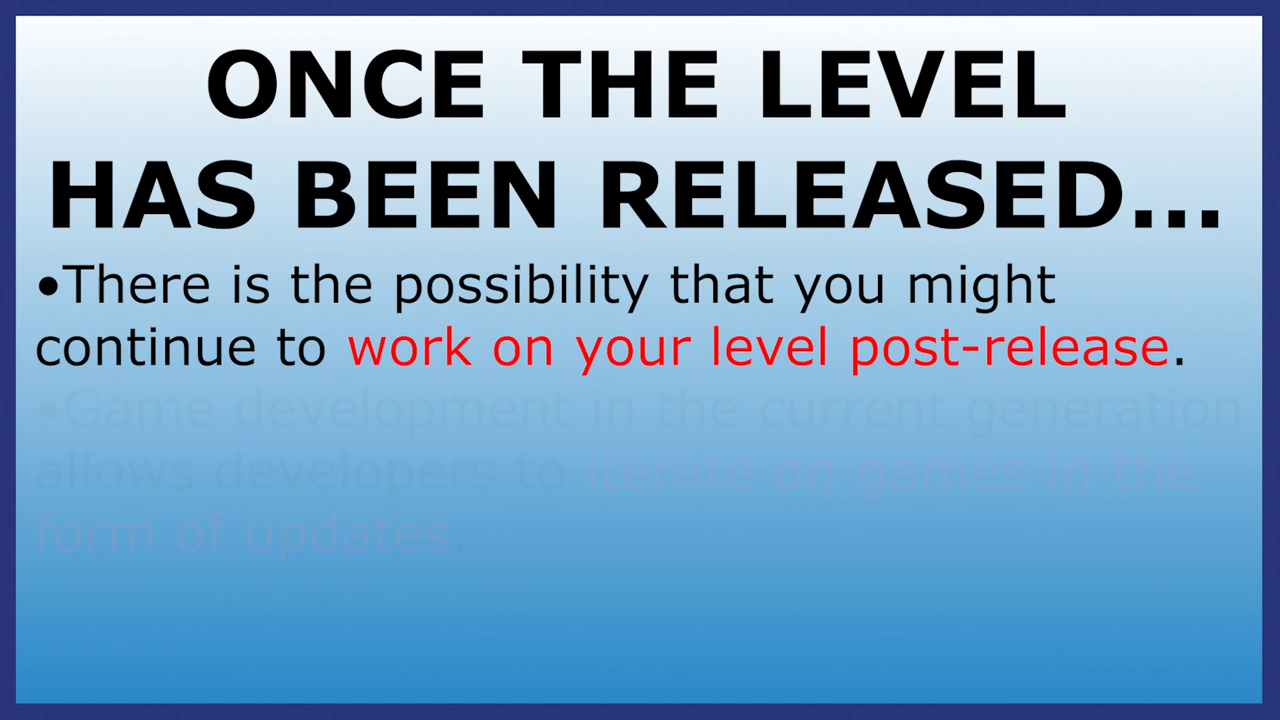 ONCE THE LEVEL
HAS BEEN RELEASED...
•There is the possibility that you might
continue to work on your level post-release.
•Game development in the current generation
allows developers to iterate on games in the
form of updates.